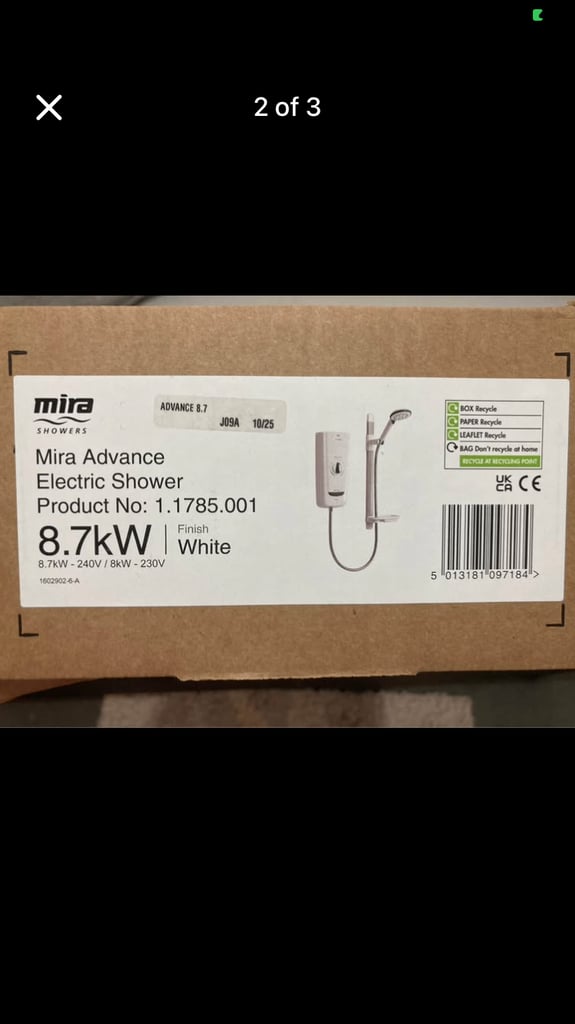 2 of 3
mira
SHOWERS
ADVANCE 8.7
J09A 10/25
Mira Advance
Electric Shower
Product No: 1.1785.001
8.7kW
Finish
White
8.7kW - 240V / 8kW - 230V
1602902-6-A
BOX Recycle
PAPER Recycle
LEAFLET Recycle
BAG Don't recycle at home
RECYCLE AT RECYCLING POINT
UK
CA CE
5 013181 097184 >